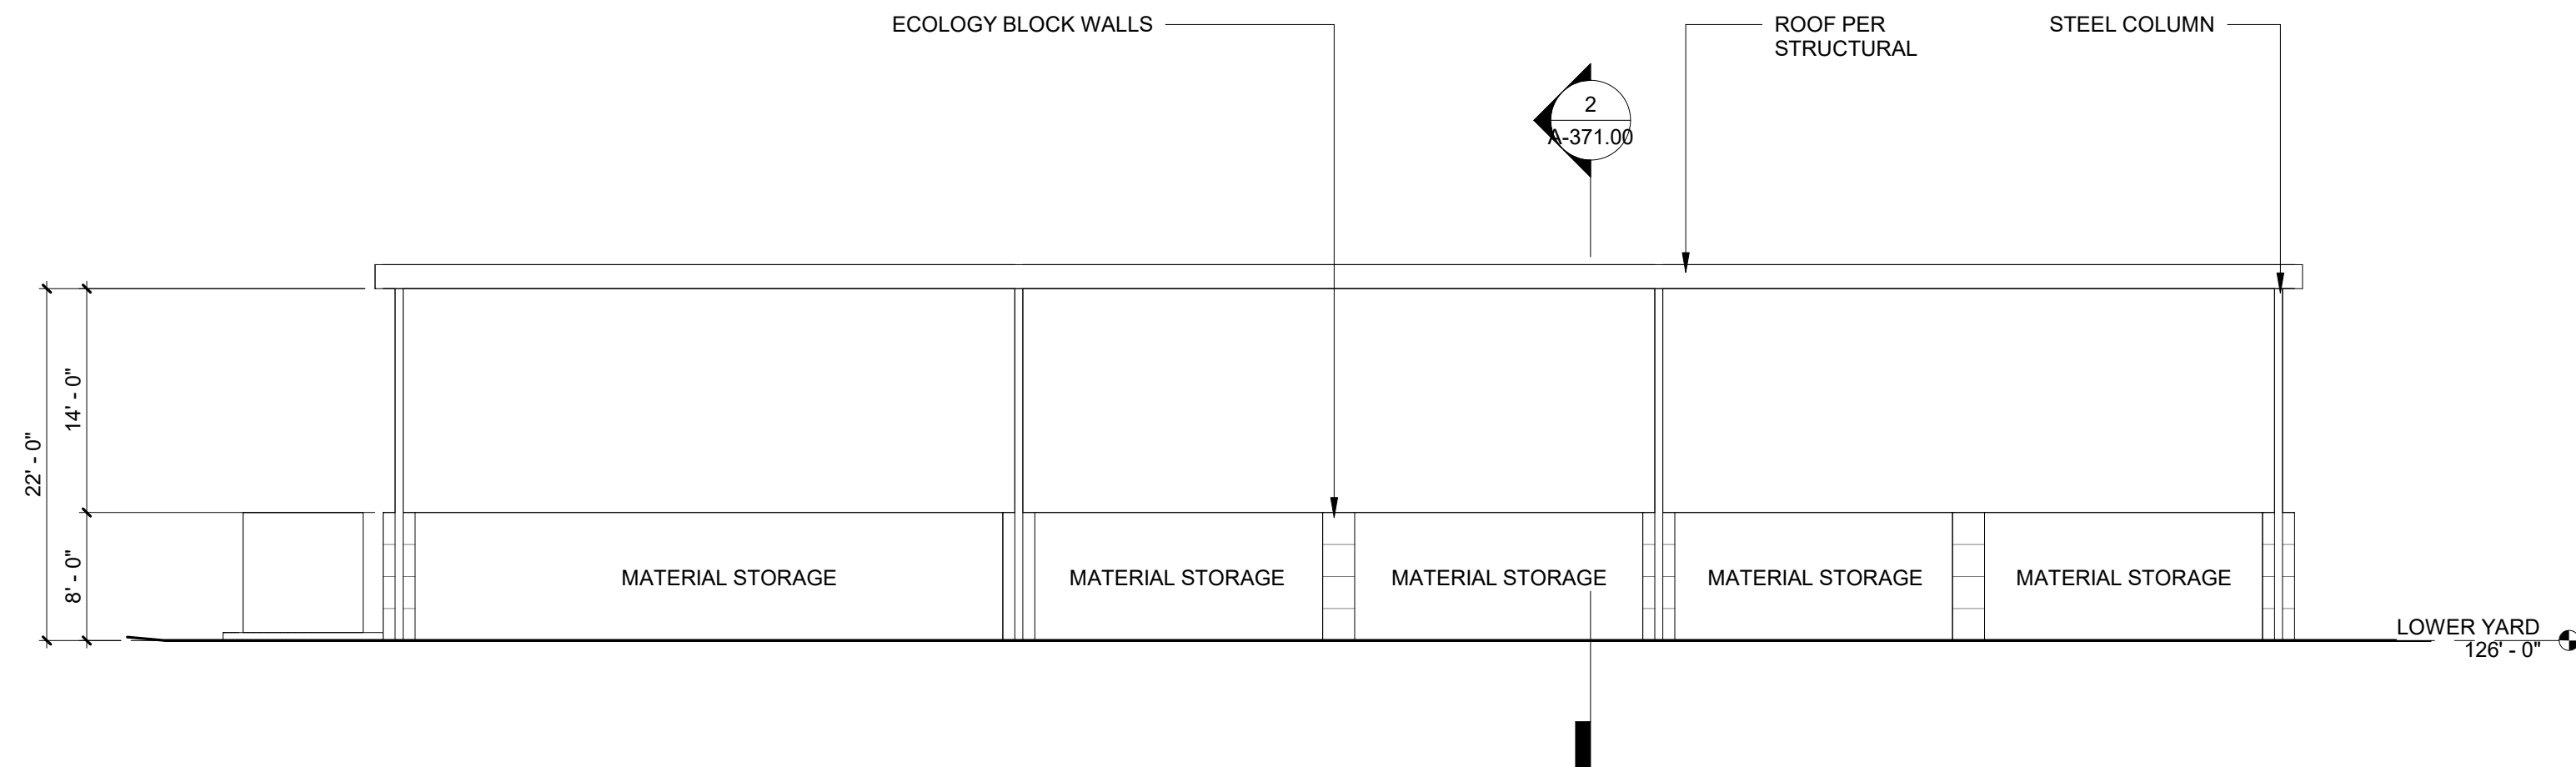 ECOLOGY BLOCK WALLS
ROOF PER
STRUCTURAL
STEEL COLUMN
2
A-371.00
22' - 0"
14' - 0"
8' - 0"
MATERIAL STORAGE
MATERIAL STORAGE
MATERIAL STORAGE
MATERIAL STORAGE
MATERIAL STORAGE
LOWER YARD
126' - 0"